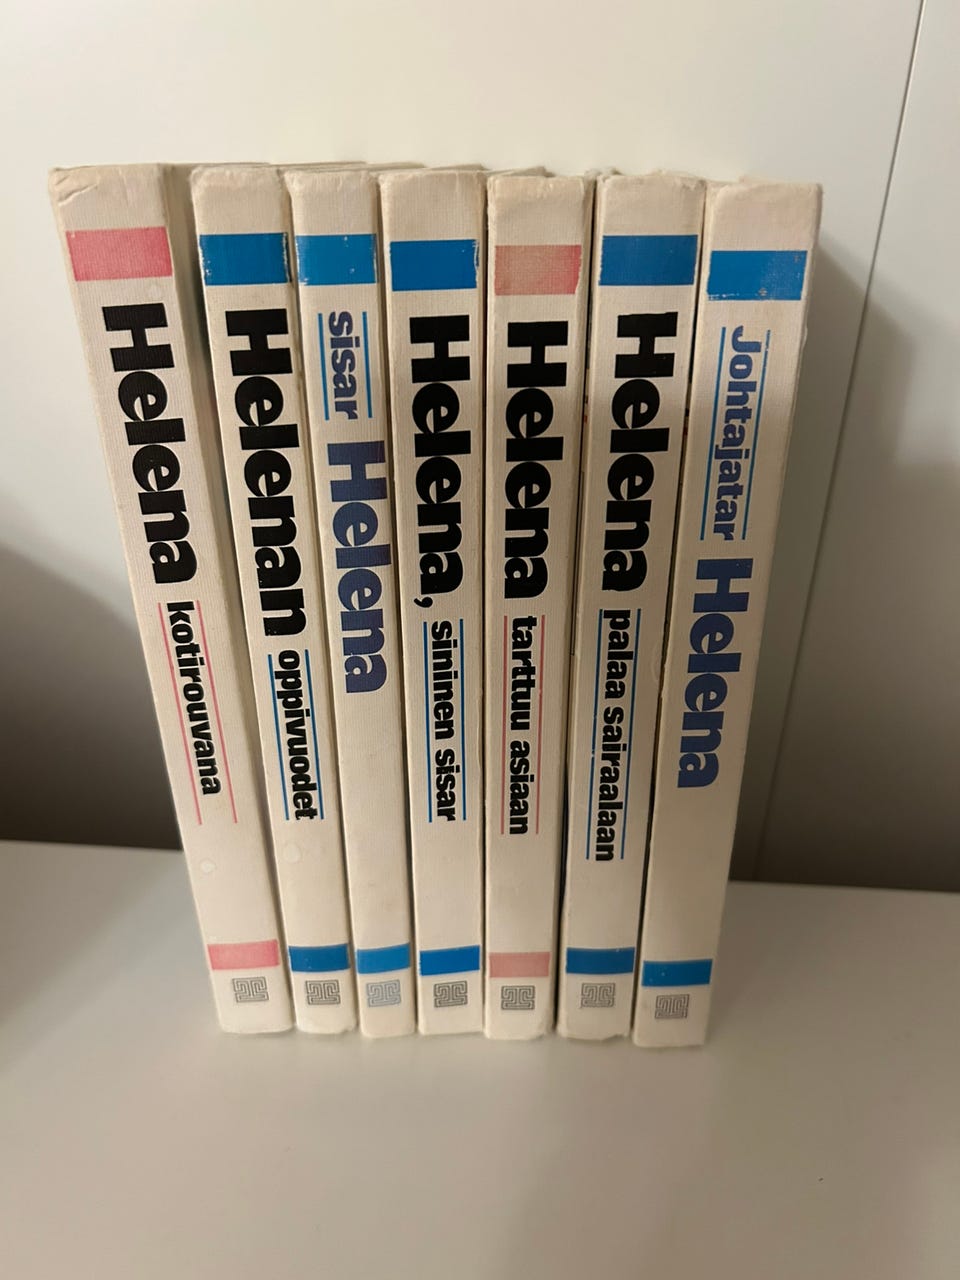 Helena kotirouvana
Helenan oppivuodet
sisar Helena
Helena, sininen sisar
Helena tarttuu asiaan
Helena palaa sairaalaan
Johtajatar Helena